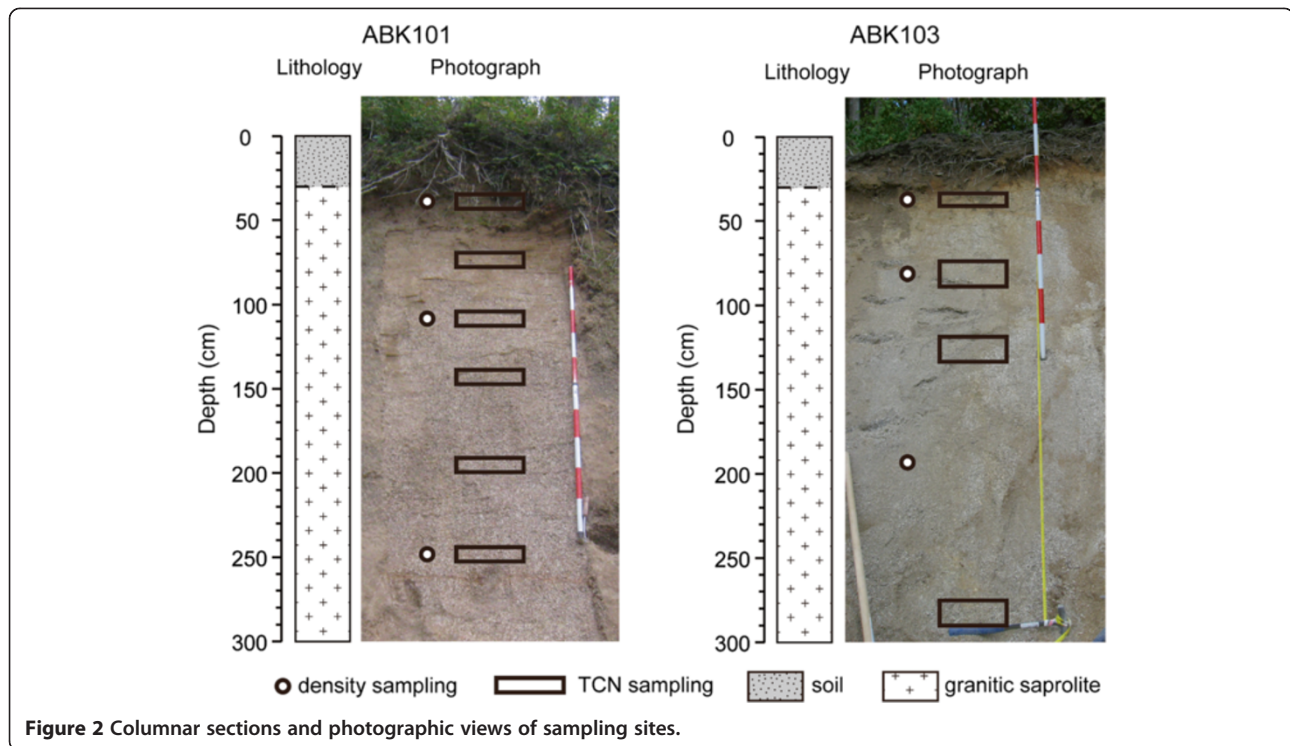 ABK101
Lithology Photograph
0
50
100
150
200
250
300
Depth (cm)
ABK103
Lithology Photograph
0
50
100
150
200
250
300
Depth (cm)
density sampling TCN sampling soil granitic saprolite
Figure 2 Columnar sections and photographic views of sampling sites.